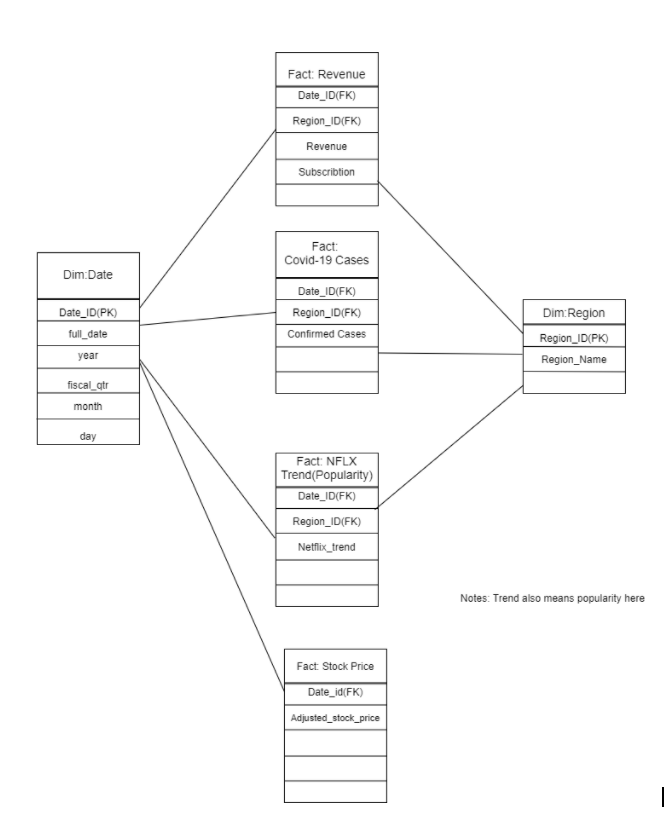 Fact: Revenue
Date_ID(FK)
Region_ID(FK)
Revenue
Subscribtion
Fact:
Covid-19 Cases
Date_ID(FK)
Region_ID(FK)
Confirmed Cases
Dim:Date
Date_ID(PK)
full_date
year
fiscal_qtr
month
day
Dim:Region
Region_ID(PK)
Region_Name
Fact: NFLX
Trend(Popularity)
Date_ID(FK)
Region_ID(FK)
Netflix_trend
Notes: Trend also means popularity here
Fact: Stock Price
Date_id(FK)
Adjusted_stock_price